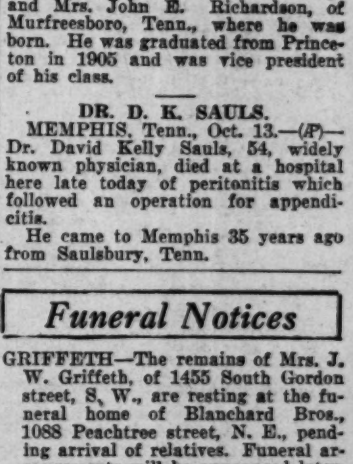 and Mrs. John E. Richardson, of
Murfreesboro, Tenn., where he was
born. He was graduated from Prince-
ton in 1905 and was vice president
of his class.
DR. D. K. SAULS.
MEMPHIS, Tenn., Oct. 13.—(AP)—
Dr. David Kelly Sauls, 54, widely
known physician, died at a hospital
here late today of peritonitis which
followed an operation for appendi-
citis.
He came to Memphis 35 years ago
from Saulsbury, Tenn.
Funeral Notices
GRIFFETH—The remains of Mrs. J.
W. Griffeth, of 1455 South Gordon
street, S. W., are resting at the fu-
neral home of Blanchard Bros.,
1088 Peachtree street, N. E., pend-
ing arrival of relatives. Funeral ar-